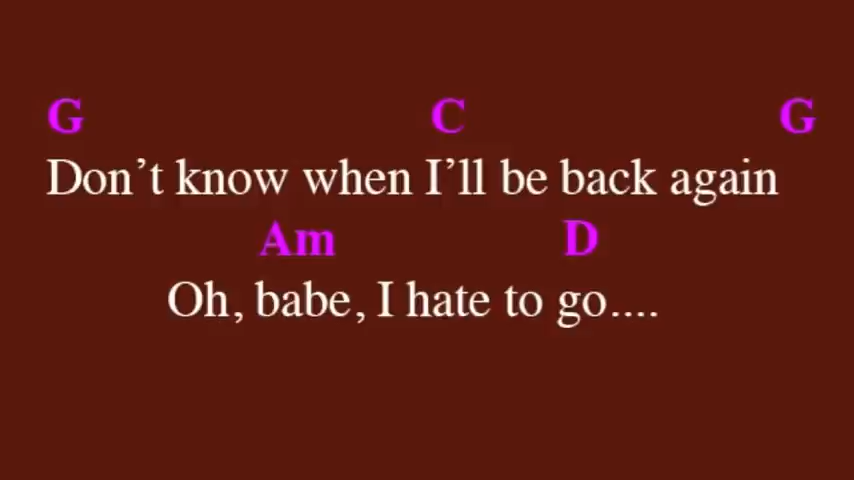 G C G
Don’t know when I’ll be back again
Am D
Oh, babe, I hate to go....